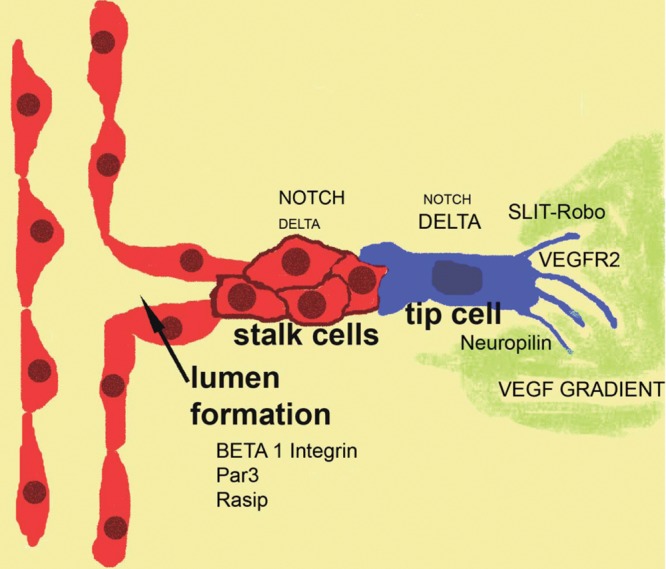 NOTCH
DELTA
NOTCH
DELTA
SLIT-Robo
VEGFR2
stalk cells
tip cell
Neuropilin
VEGF GRADIENT
lumen
formation
BETA 1 Integrin
Par3
Rasip